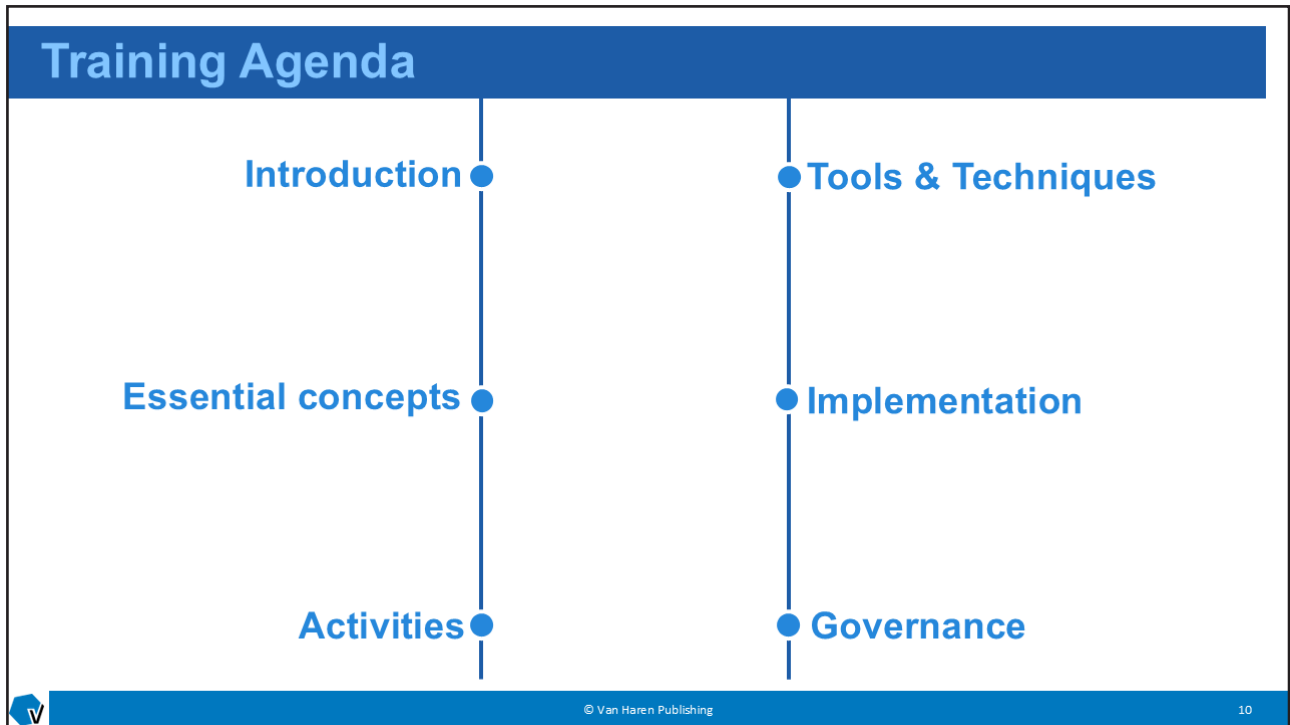 Training Agenda
Introduction
Essential concepts
Activities
Tools & Techniques
Implementation
Governance
V
© Van Haren Publishing
10